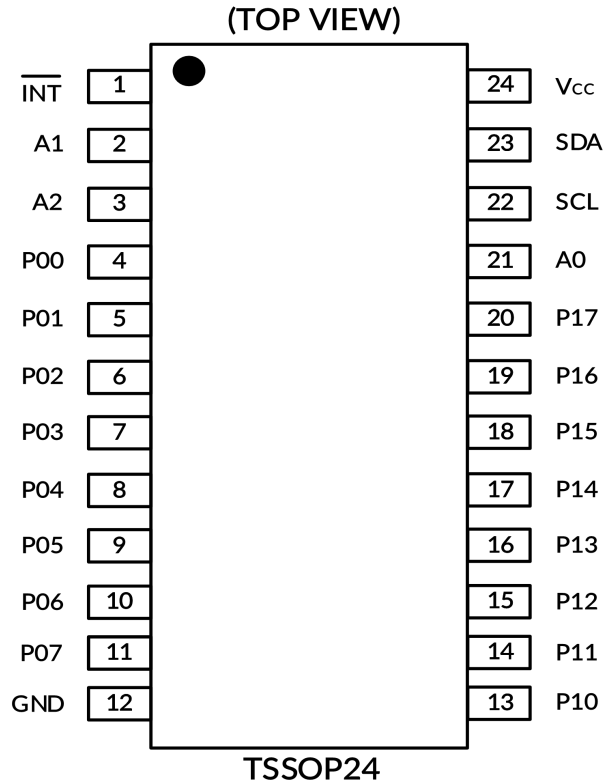 (TOP VIEW)
INT 1 24 Vcc
A1 2 23 SDA
A2 3 22 SCL
P00 4 21 A0
P01 5 20 P17
P02 6 19 P16
P03 7 18 P15
P04 8 17 P14
P05 9 16 P13
P06 10 15 P12
P07 11 14 P11
GND 12 13 P10
TSSOP24